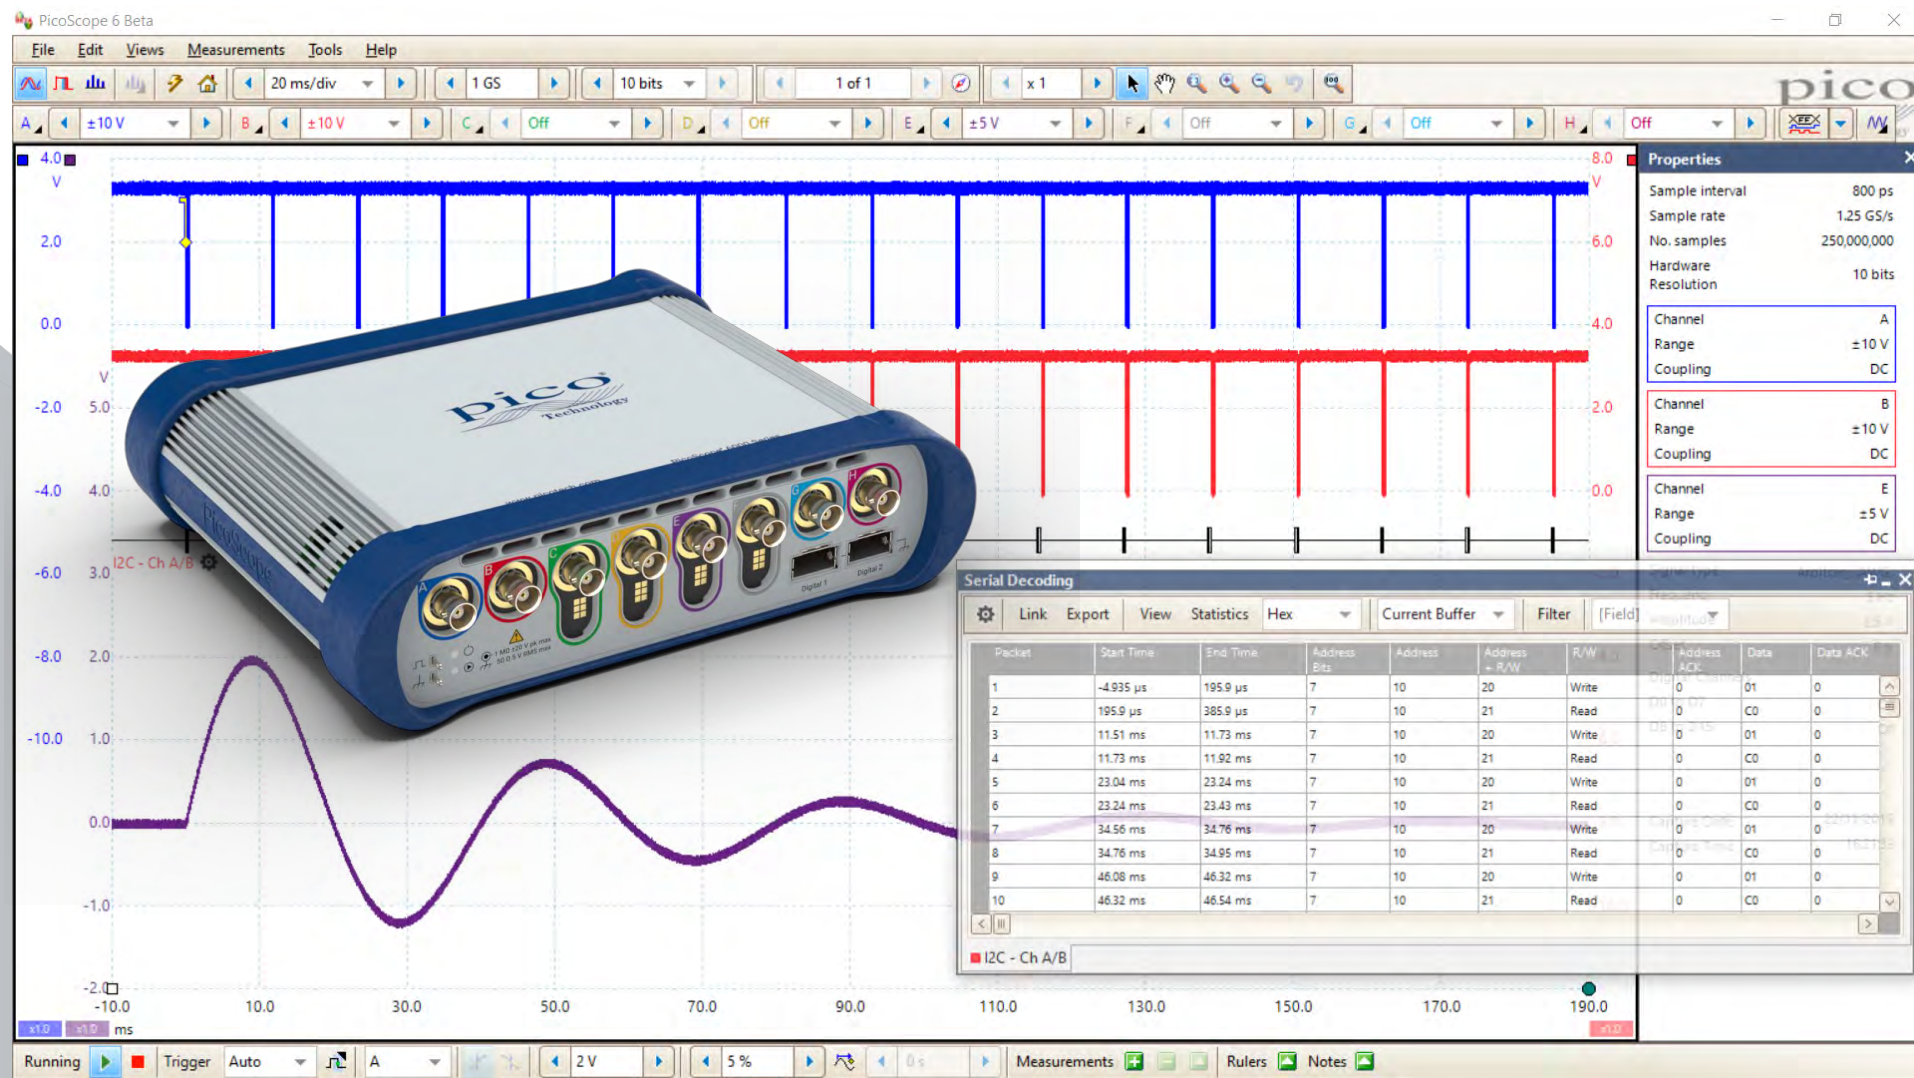 PicoScope 6 Beta
File Edit Views Measurements Tools Help
20 ms/div 1 GS 10 bits 1 of 1 x 1
pico
A ±10 V B ±10 V C Off D Off E ±5 V F Off G Off H Off
4.0 8.0
V V
2.0 6.0
0.0 4.0
V
-2.0 5.0 2.0
-4.0 4.0 0.0
-6.0 3.0
-8.0 2.0
-10.0 1.0
0.0
-1.0
-2.0
I2C - Ch A/B
-10.0 10.0 30.0 50.0 70.0 90.0 110.0 130.0 150.0 170.0 190.0
x1.0 x1.0 ms x1.0
pico
Technology
PicoScope
A B C D E G H
Digital 1 Digital 2
Properties
Sample interval 800 ps
Sample rate 1.25 GS/s
No. samples 250,000,000
Hardware
Resolution 10 bits
Channel A
Range ±10 V
Coupling DC
Channel B
Range ±10 V
Coupling DC
Channel E
Range ±5 V
Coupling DC
Serial Decoding
Link Export View Statistics Hex Current Buffer Filter [Field]
Packet Start Time End Time Address Bits Address Address + R/W R/W Address ACK Data Data ACK
1 -4.935 µs 195.9 µs 7 10 20 Write 0 01 0
2 195.9 µs 385.9 µs 7 10 21 Read 0 C0 0
3 11.51 ms 11.73 ms 7 10 20 Write 0 01 0
4 11.73 ms 11.92 ms 7 10 21 Read 0 C0 0
5 23.04 ms 23.24 ms 7 10 20 Write 0 01 0
6 23.24 ms 23.43 ms 7 10 21 Read 0 C0 0
7 34.56 ms 34.76 ms 7 10 20 Write 0 01 0
8 34.76 ms 34.95 ms 7 10 21 Read 0 C0 0
9 46.08 ms 46.32 ms 7 10 20 Write 0 01 0
10 46.32 ms 46.54 ms 7 10 21 Read 0 C0 0
I2C - Ch A/B
Running Trigger Auto A 2 V 5 % 0 s Measurements Rulers Notes